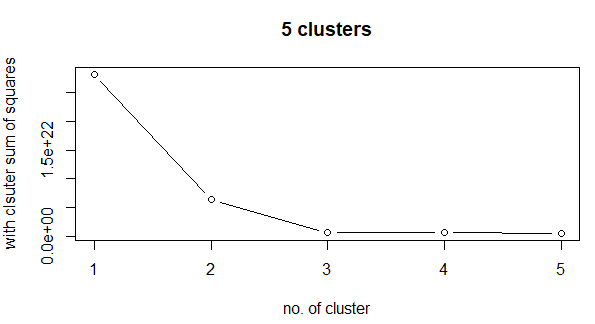 5 clusters
with clsuter sum of squares
1.5e+22
0.0e+00
1 2 3 4 5
no. of cluster